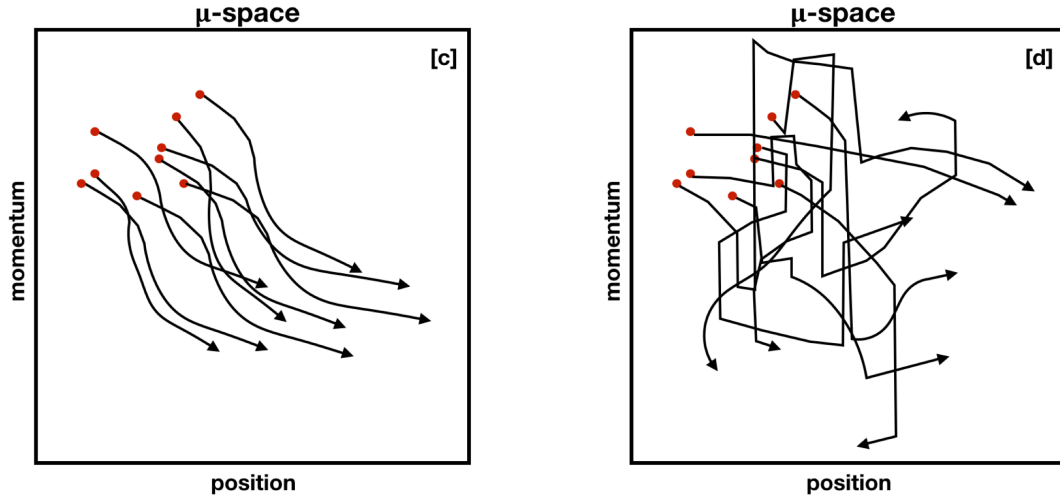 μ-space
[c]
momentum
position
μ-space
[d]
momentum
position